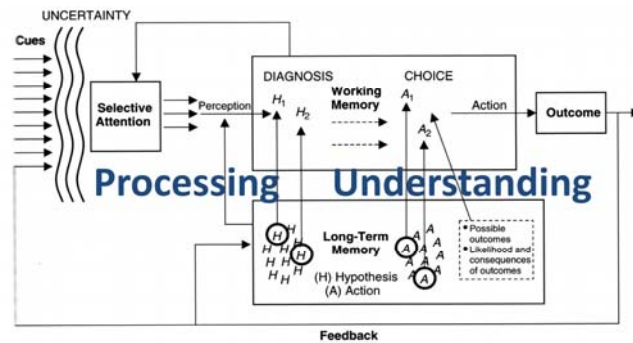 UNCERTAINTY
Cues
Selective
Attention
Perception
DIAGNOSIS
H1
H2
Working
Memory
CHOICE
A1
A2
Action
Outcome
Processing Understanding
H H
H H H
H H H
H H
H H
Long-Term
Memory
(H) Hypothesis
(A) Action
A
A A
A A A
A A
A
• Possible
outcomes
• Likelihood and
consequences
of outcomes
Feedback